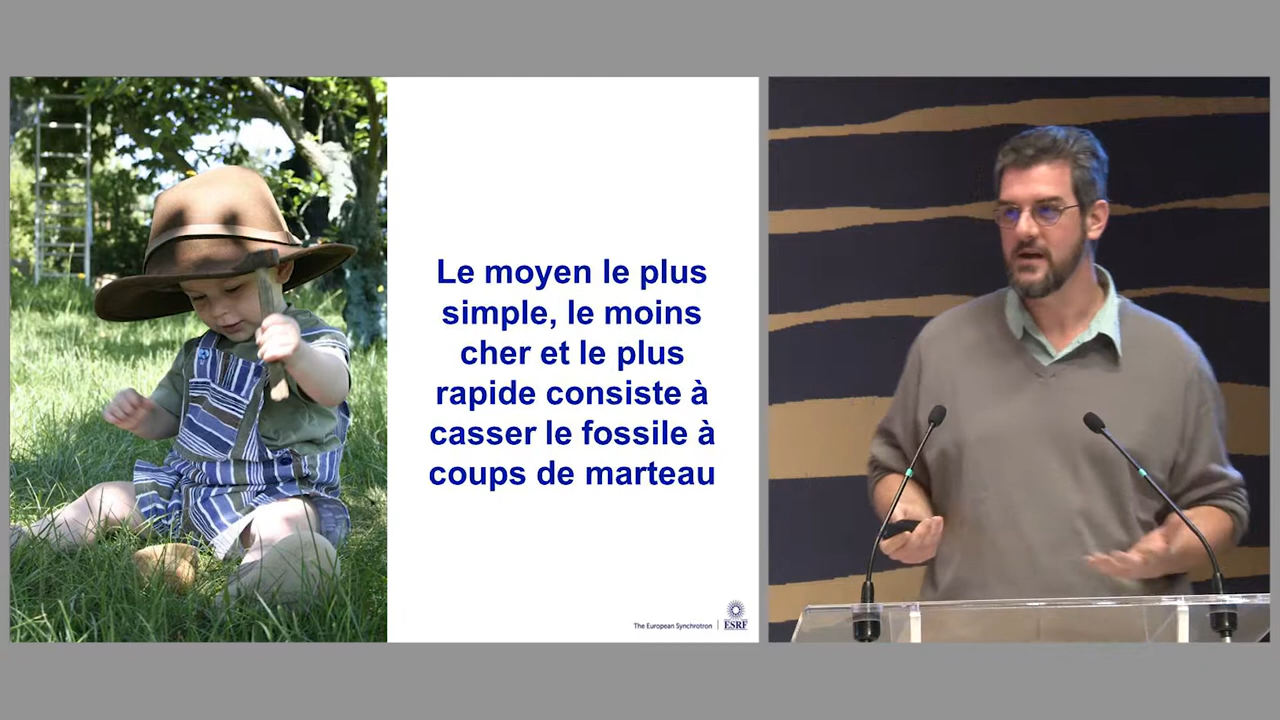 Le moyen le plus
simple, le moins
cher et le plus
rapide consiste à
casser le fossile à
coups de marteau
The European Synchrotron
ESRF